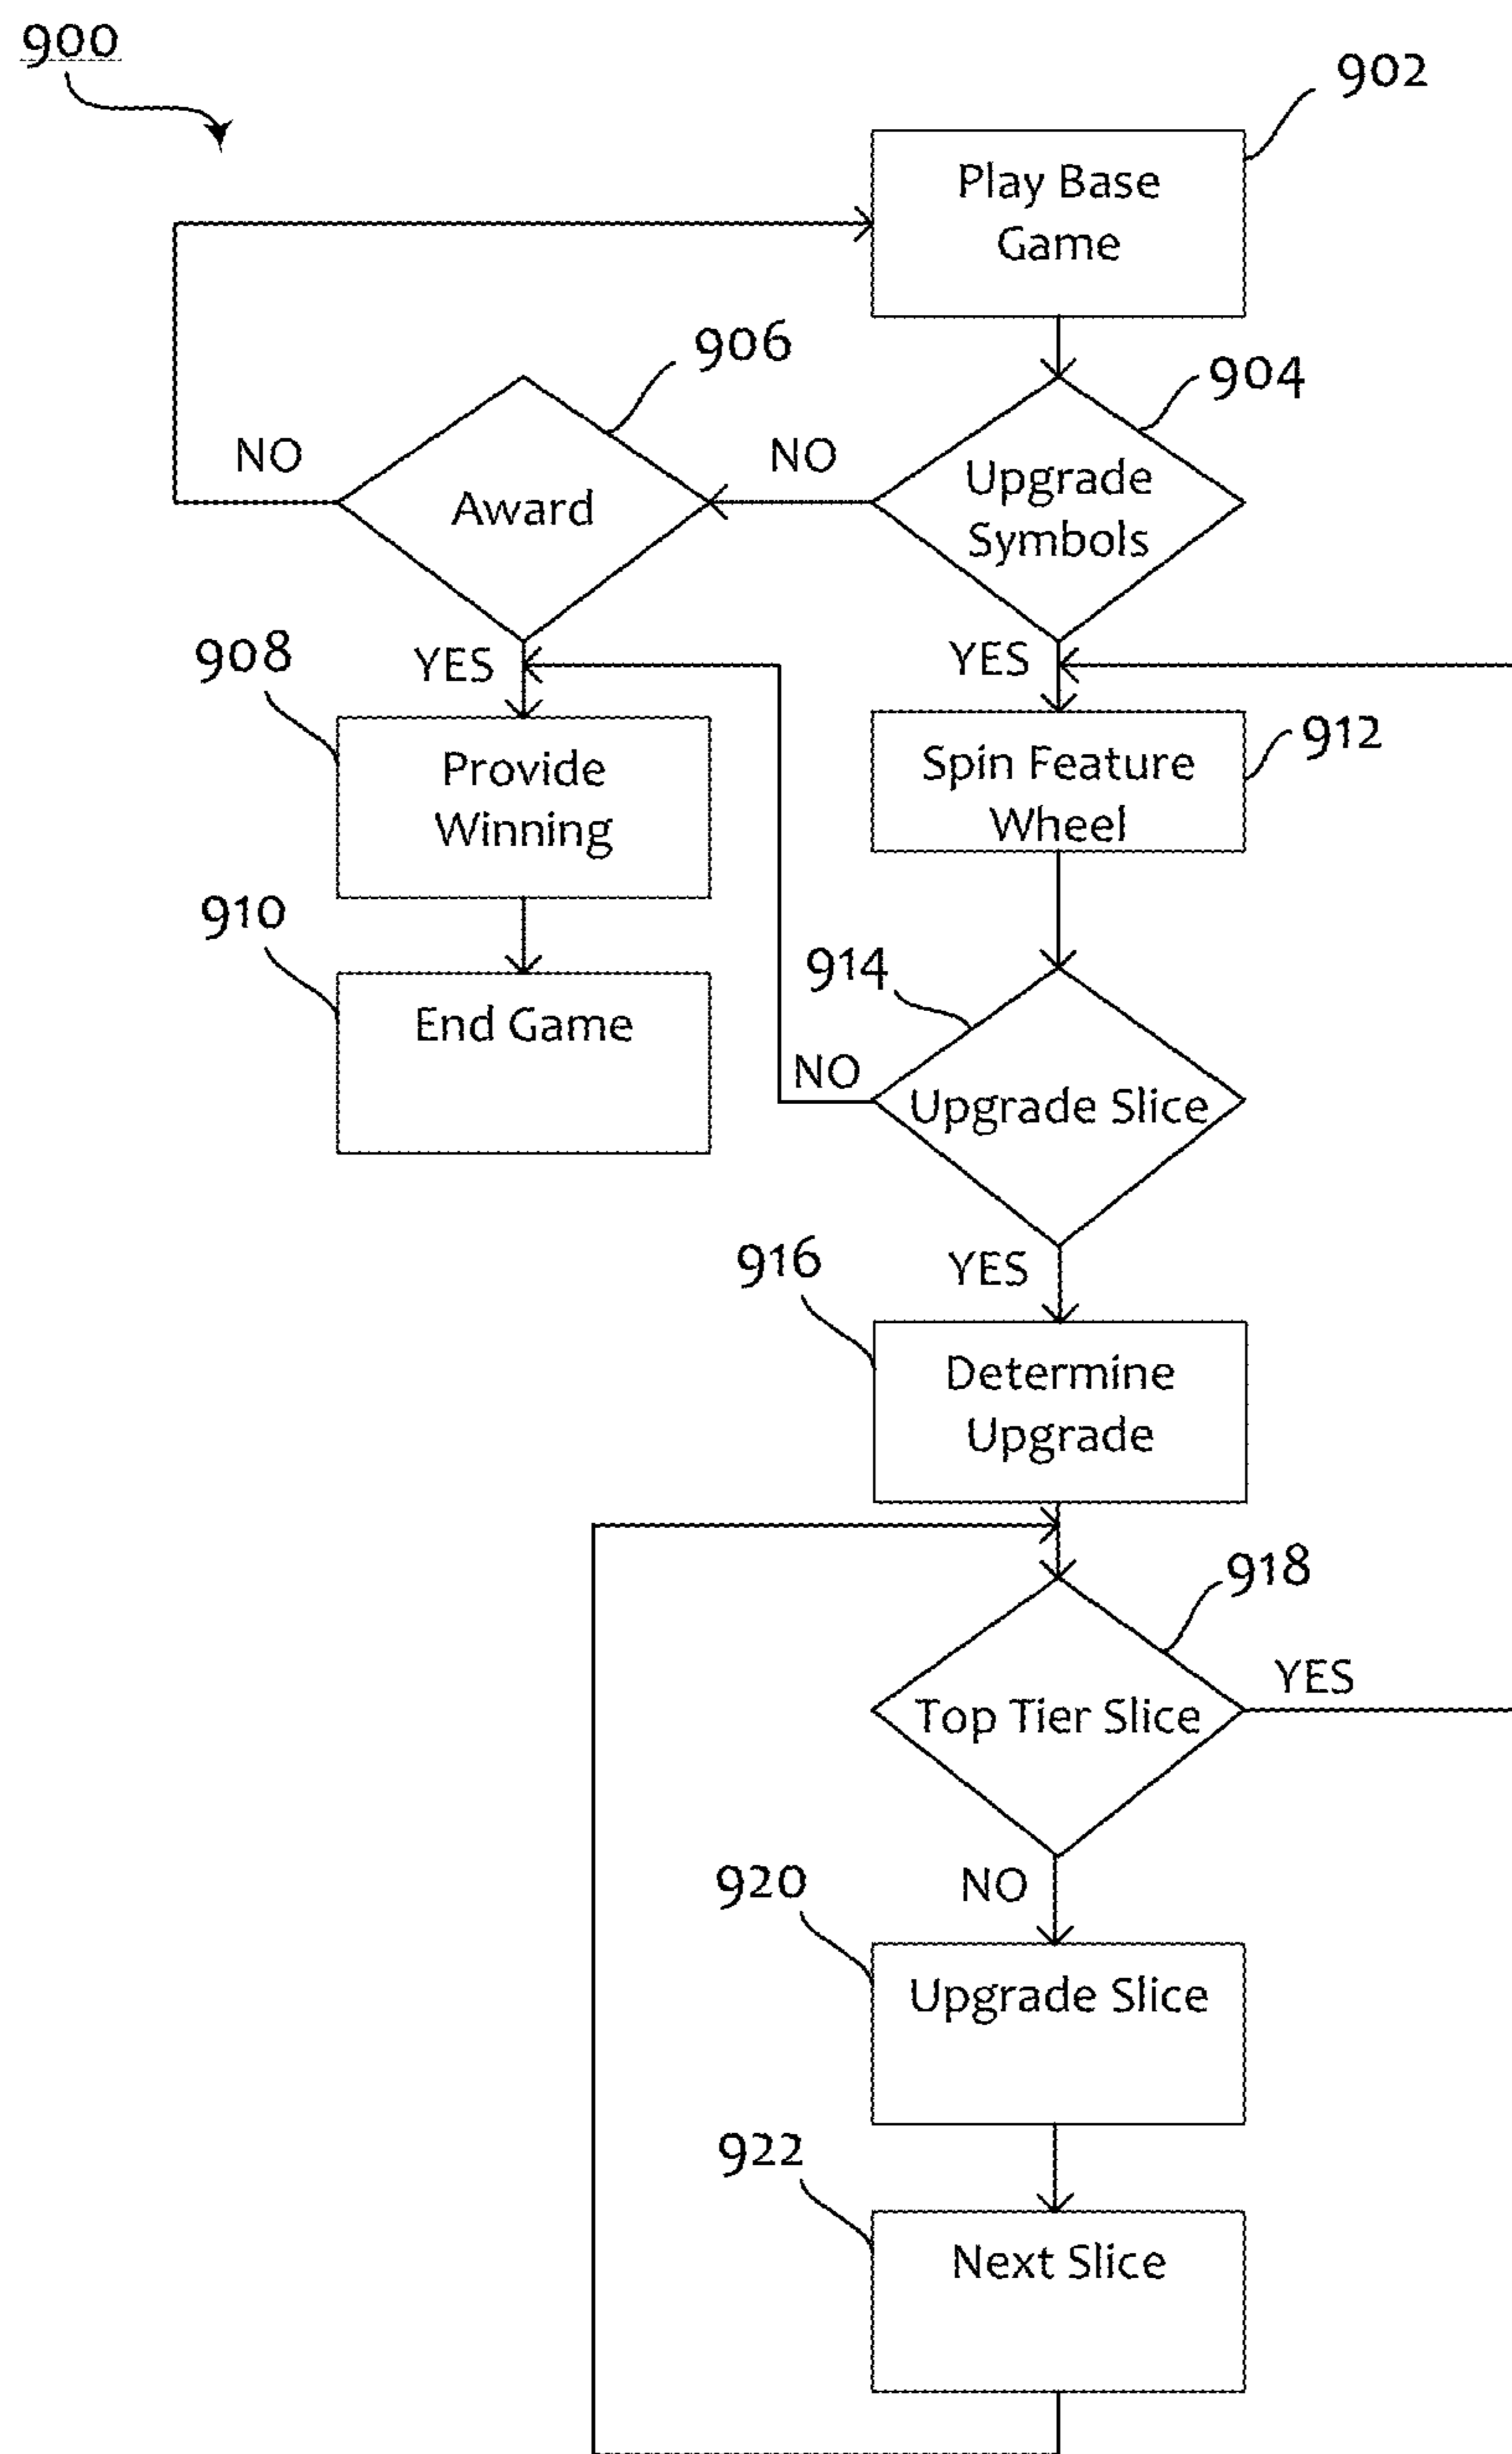 900
902
Play Base
Game
906
904
NO
NO
Award
Upgrade
Symbols
908
YES
YES
912
Provide
Winning
Spin Feature
Wheel
910
914
End Game
NO
Upgrade Slice
916
YES
Determine
Upgrade
918
YES
Top Tier Slice
920
NO
Upgrade Slice
922
Next Slice